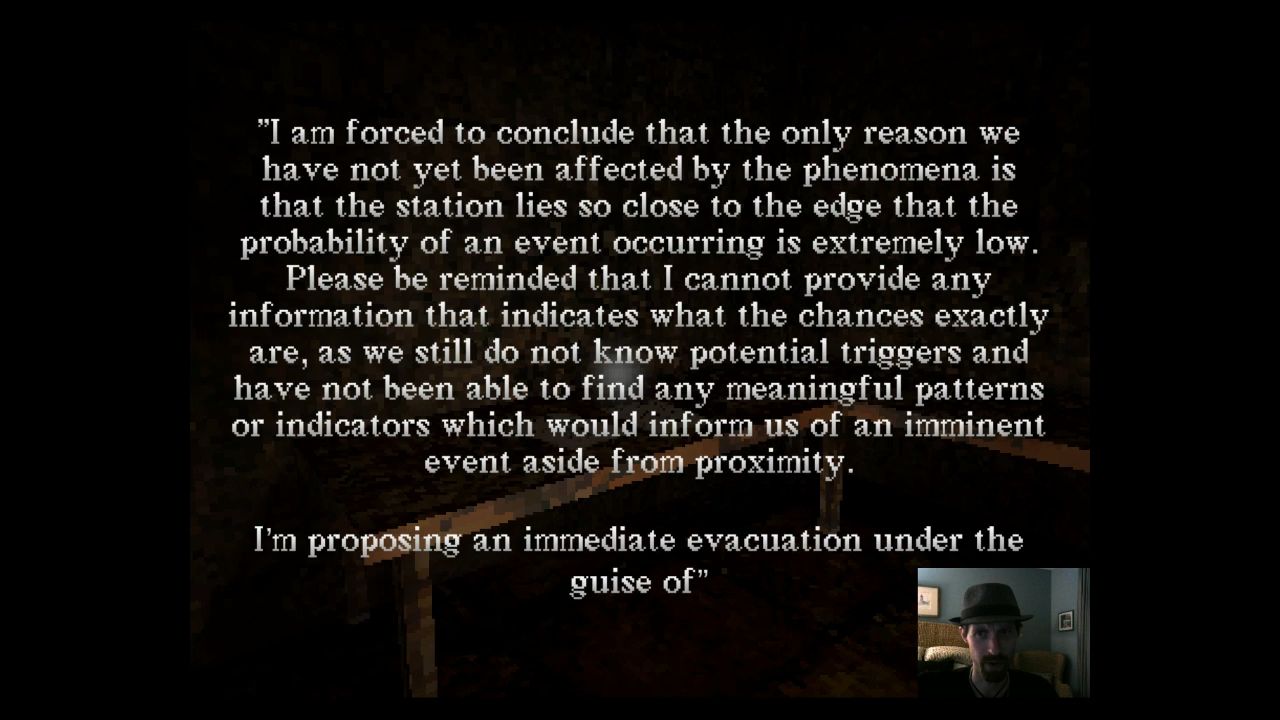 "I am forced to conclude that the only reason we
have not yet been affected by the phenomena is
that the station lies so close to the edge that the
probability of an event occurring is extremely low.
Please be reminded that I cannot provide any
information that indicates what the chances exactly
are, as we still do not know potential triggers and
have not been able to find any meaningful patterns
or indicators which would inform us of an imminent
event aside from proximity.
I'm proposing an immediate evacuation under the
guise of"